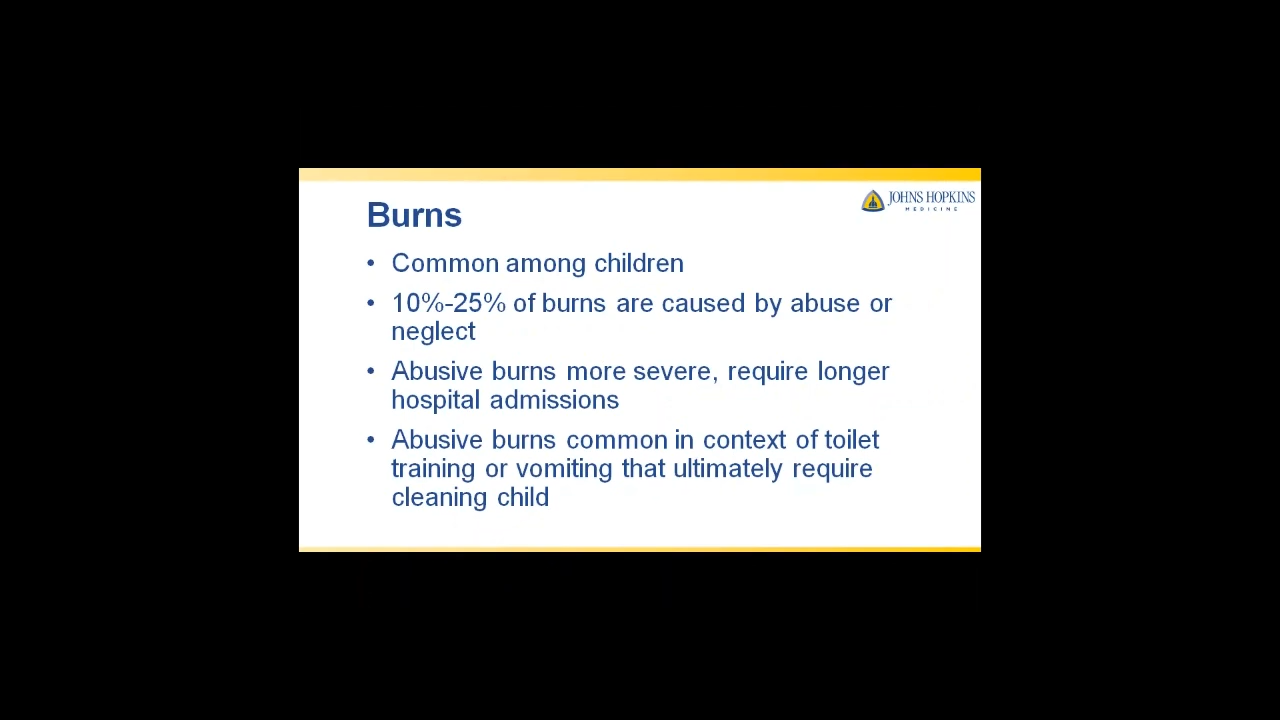 JOHNS HOPKINS
MEDICINE
Burns
• Common among children
• 10%-25% of burns are caused by abuse or
neglect
• Abusive burns more severe, require longer
hospital admissions
• Abusive burns common in context of toilet
training or vomiting that ultimately require
cleaning child